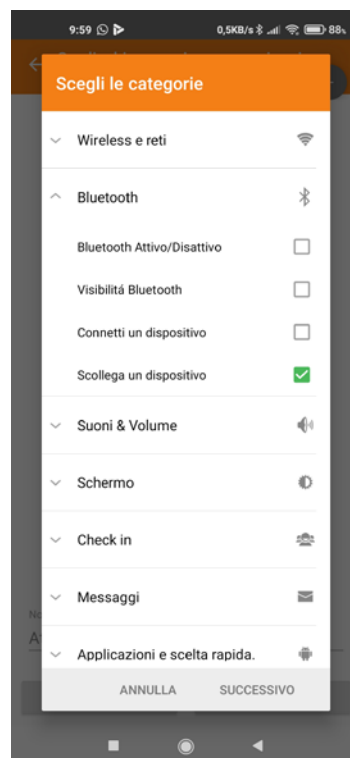 9:59 0,5KB/s 88%
Scegli le categorie
Wireless e reti
Bluetooth
Bluetooth Attivo/Disattivo
Visibilitá Bluetooth
Connetti un dispositivo
Scollega un dispositivo
Suoni & Volume
Schermo
Check in
Messaggi
Applicazioni e scelta rapida.
ANNULLA SUCCESSIVO